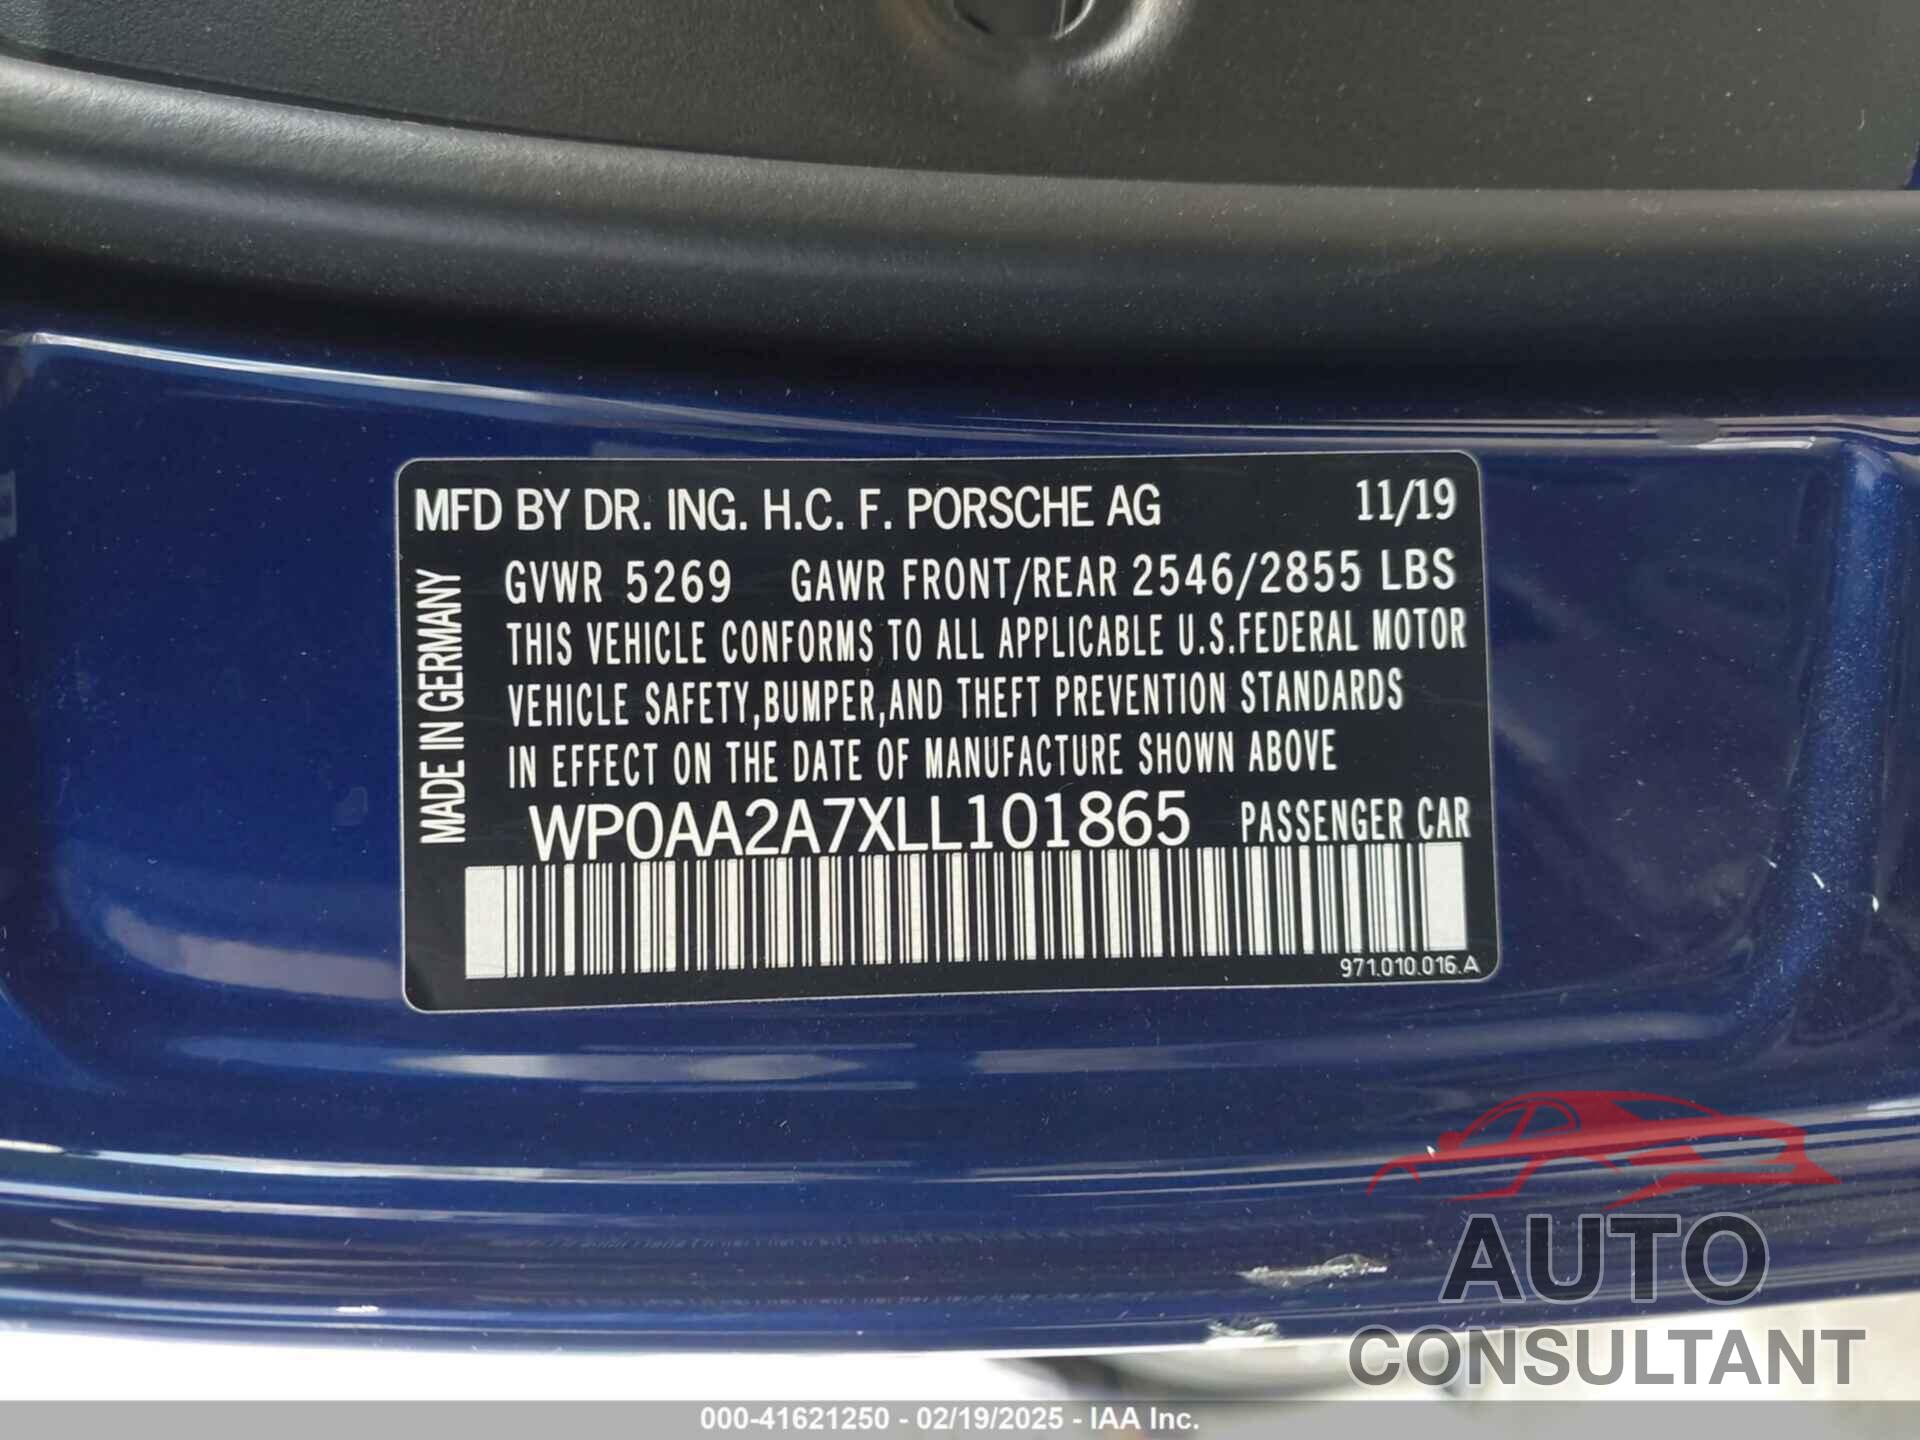 MFD BY DR. ING. H.C. F. PORSCHE AG 11/19
GVWR 5269 GAWR FRONT/REAR 2546/2855 LBS
THIS VEHICLE CONFORMS TO ALL APPLICABLE U.S.FEDERAL MOTOR
VEHICLE SAFETY,BUMPER,AND THEFT PREVENTION STANDARDS
IN EFFECT ON THE DATE OF MANUFACTURE SHOWN ABOVE
WP0AA2A7XLL101865 PASSENGER CAR
971.010.016.A
MADE IN GERMANY
AUTO
CONSULTANT
000-41621250 - 02/19/2025 - IAA Inc.